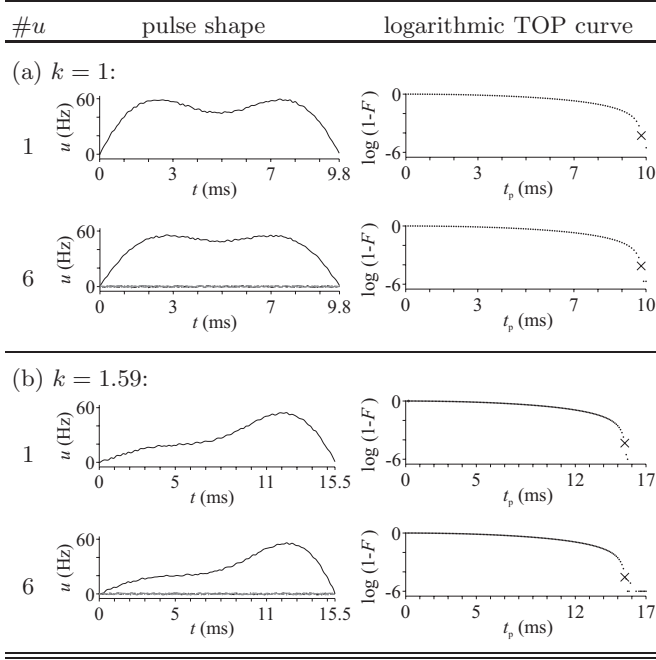 #u pulse shape logarithmic TOP curve
(a) k = 1:
1
60
0
u (Hz)
0 3 7 9.8
t (ms)
0
-6
log (1-F)
0 3 7 10
tp (ms)
6
60
0
u (Hz)
0 3 7 9.8
t (ms)
0
-6
log (1-F)
0 3 7 10
tp (ms)
(b) k = 1.59:
1
60
0
u (Hz)
0 5 11 15.5
t (ms)
0
-6
log (1-F)
0 5 12 17
tp (ms)
6
60
0
u (Hz)
0 5 11 15.5
t (ms)
0
-6
log (1-F)
0 5 12 17
tp (ms)